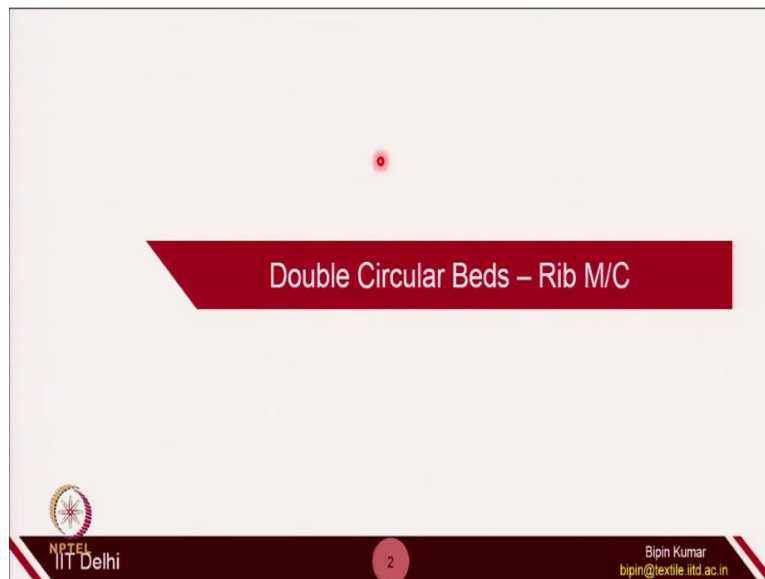 Double Circular Beds – Rib M/C
NPTEL
IIT Delhi
2
Bipin Kumar
bipin@textile.iitd.ac.in